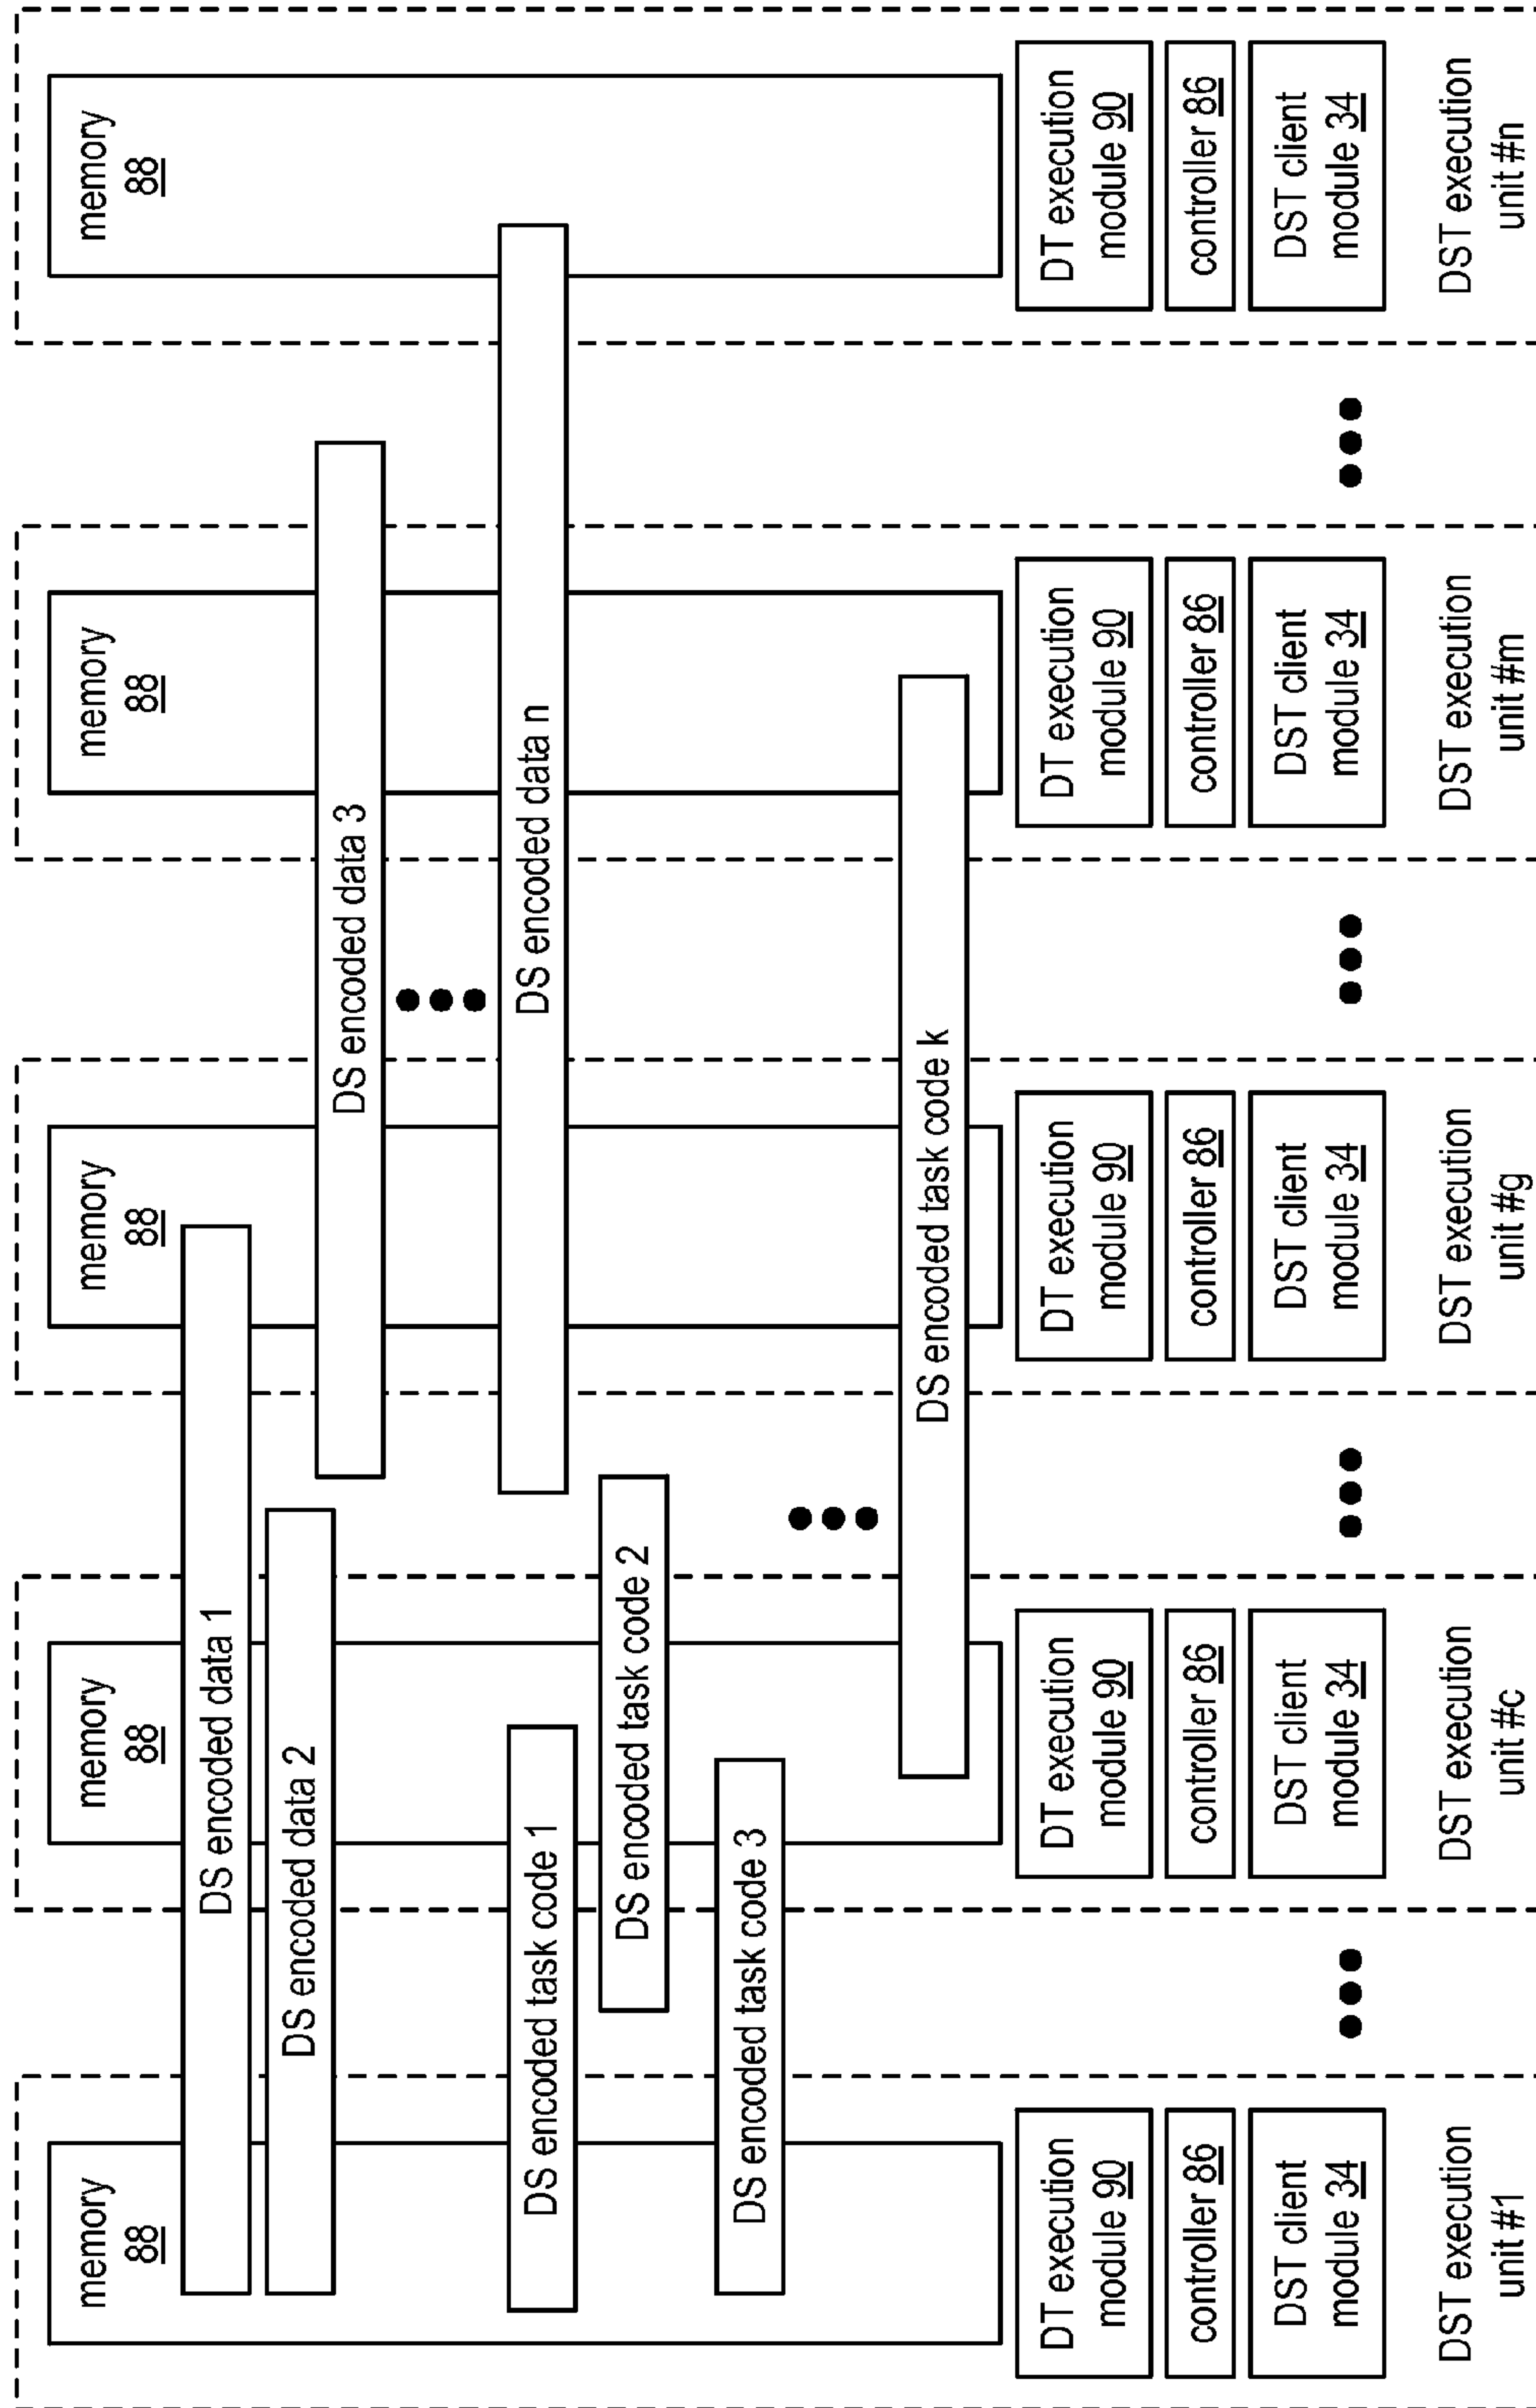 memory
88
memory
88
memory
88
memory
88
memory
88
DS encoded data 1
DS encoded data 2
DS encoded data 3
DS encoded data n
DS encoded task code 1
DS encoded task code 2
DS encoded task code 3
DS encoded task code k
DT execution
module 90
controller 86
DST client
module 34
DST execution
unit #1
DT execution
module 90
controller 86
DST client
module 34
DST execution
unit #c
DT execution
module 90
controller 86
DST client
module 34
DST execution
unit #g
DT execution
module 90
controller 86
DST client
module 34
DST execution
unit #m
DT execution
module 90
controller 86
DST client
module 34
DST execution
unit #n